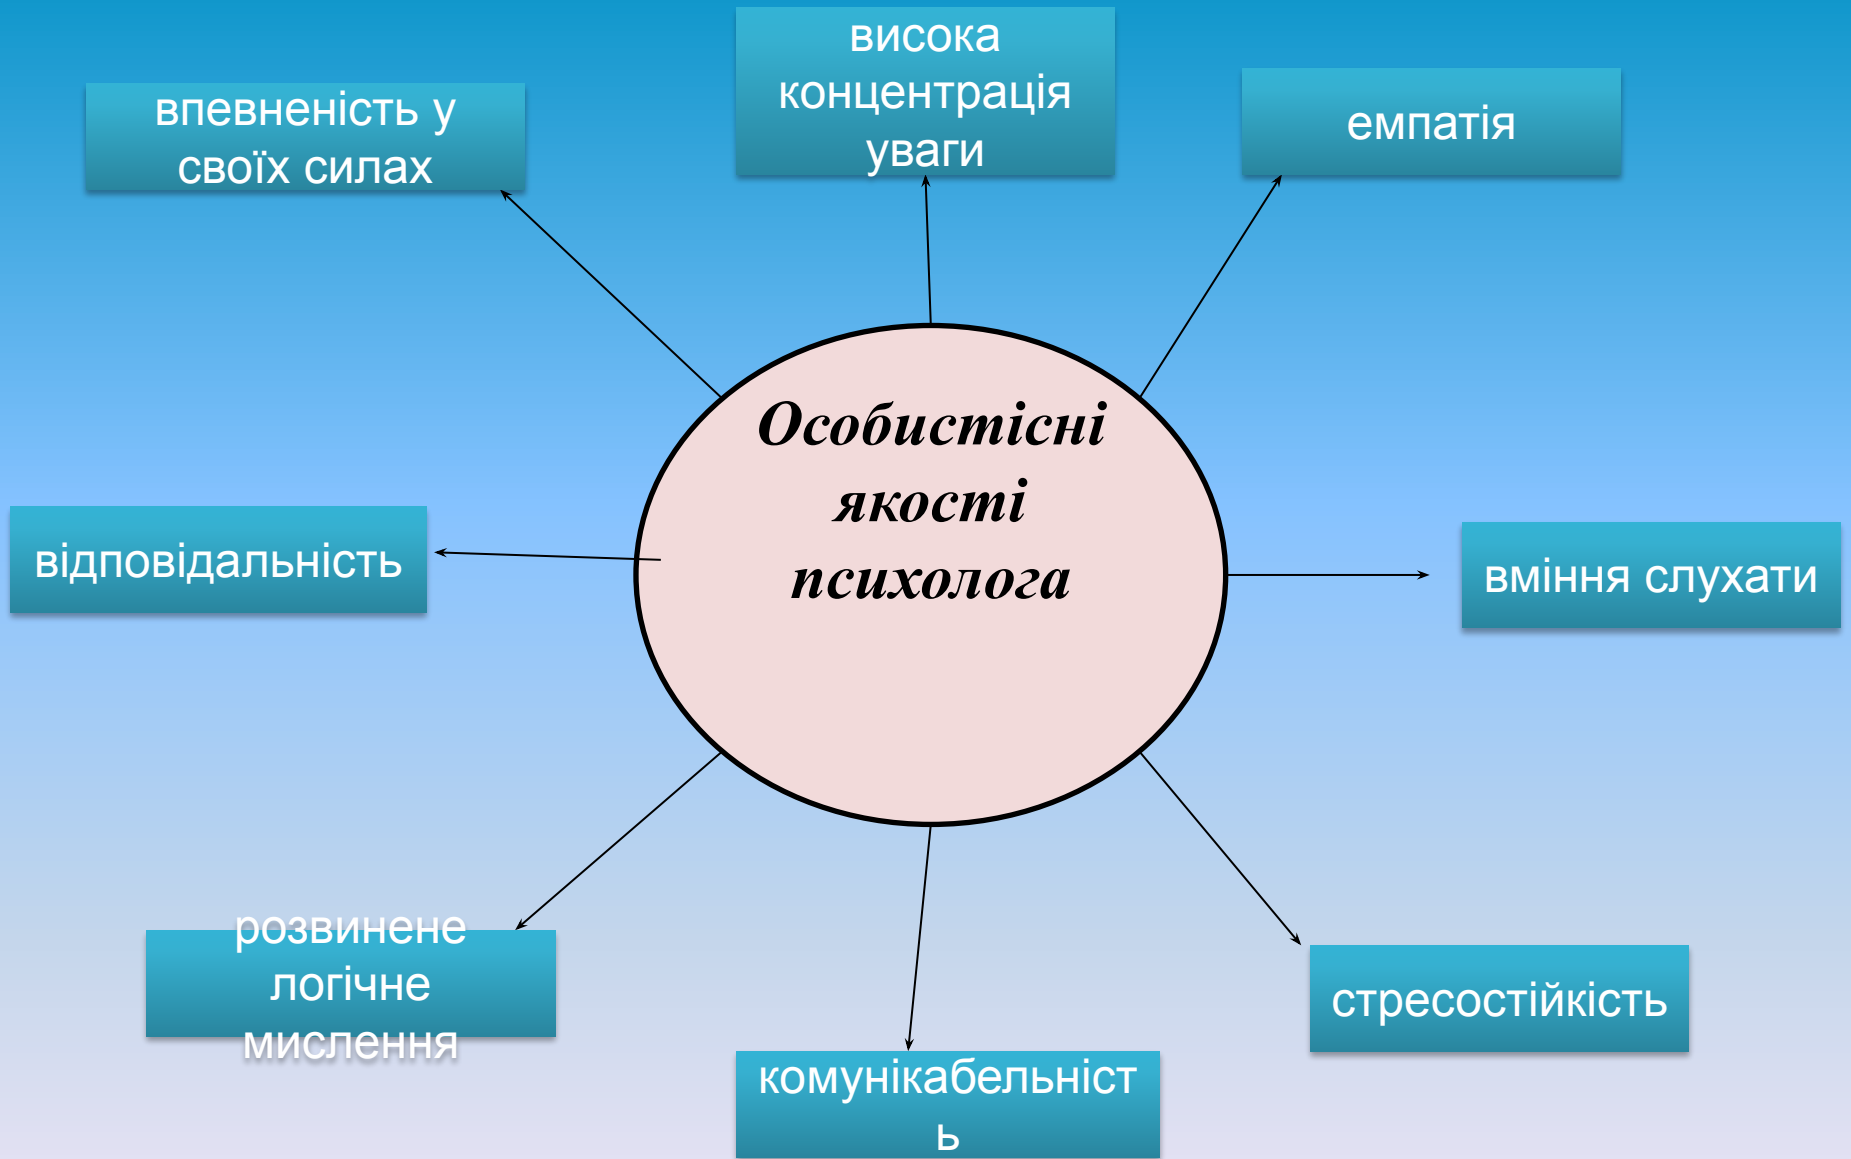 висока
концентрація
уваги
впевненість у
своїх силах
емпатія
Особистісні
якості
психолога
відповідальність
вміння слухати
розвинене
логічне
мислення
стресостійкість
комунікабельніст
ь